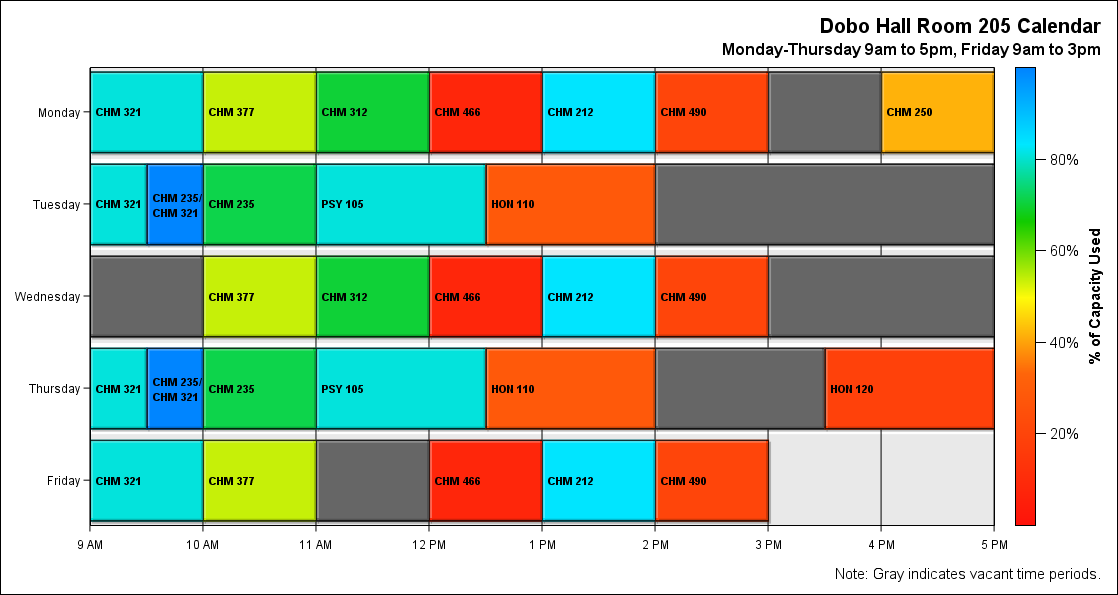 Dobo Hall Room 205 Calendar
Monday-Thursday 9am to 5pm, Friday 9am to 3pm
Monday
CHM 321
CHM 377
CHM 312
CHM 466
CHM 212
CHM 490
CHM 250
Tuesday
CHM 321
CHM 235/
CHM 321
CHM 235
PSY 105
HON 110
Wednesday
CHM 377
CHM 312
CHM 466
CHM 212
CHM 490
Thursday
CHM 321
CHM 235/
CHM 321
CHM 235
PSY 105
HON 110
HON 120
Friday
CHM 321
CHM 377
CHM 466
CHM 212
CHM 490
9 AM
10 AM
11 AM
12 PM
1 PM
2 PM
3 PM
4 PM
5 PM
80%
60%
40%
20%
% of Capacity Used
Note: Gray indicates vacant time periods.